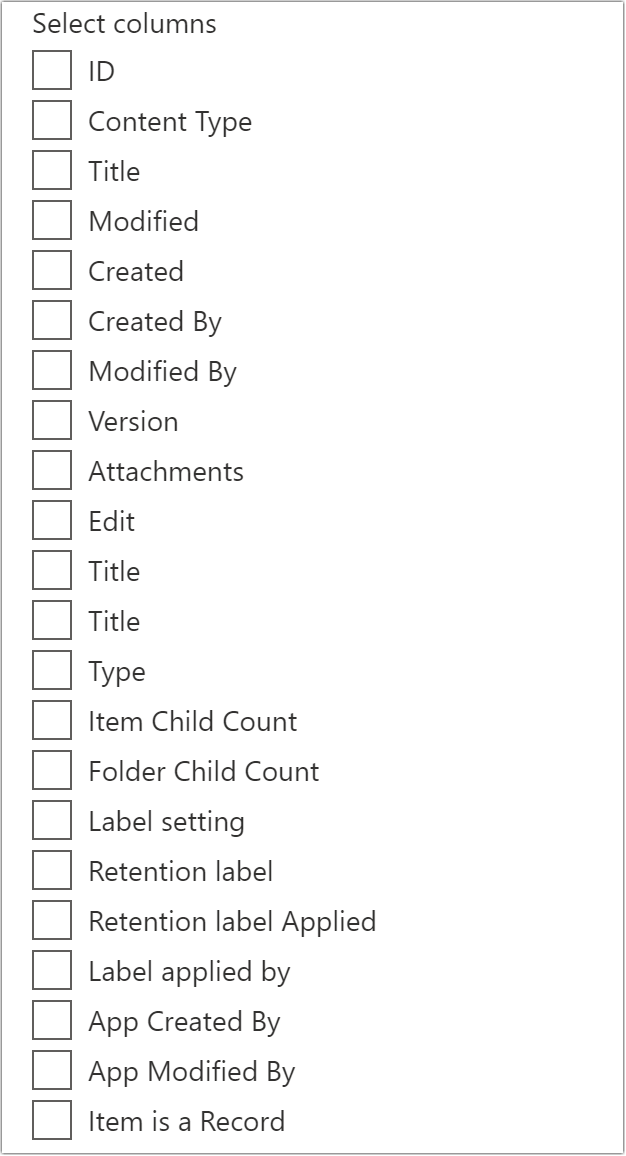 Select columns
ID
Content Type
Title
Modified
Created
Created By
Modified By
Version
Attachments
Edit
Title
Title
Type
Item Child Count
Folder Child Count
Label setting
Retention label
Retention label Applied
Label applied by
App Created By
App Modified By
Item is a Record